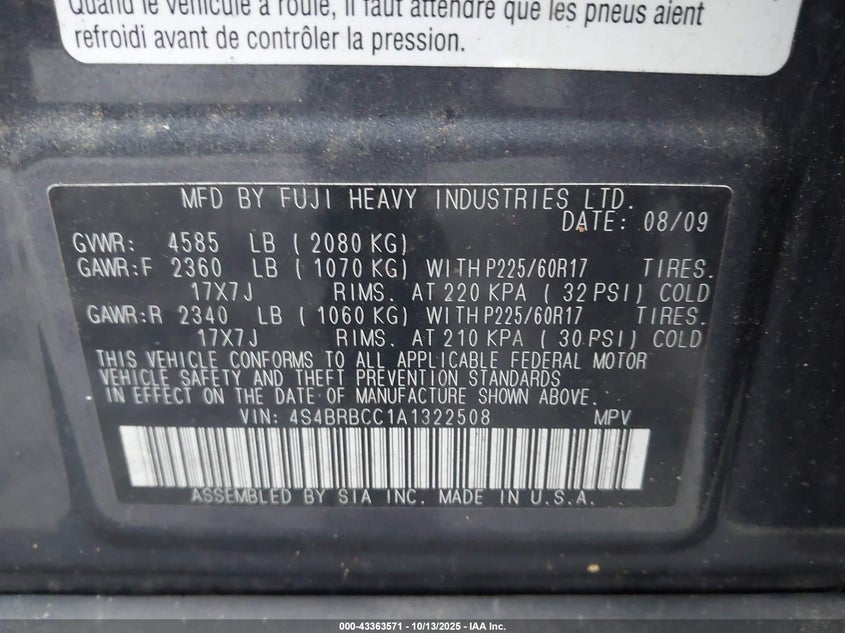 Quand le véhicule a roulé, il faut attendre que les pneus aient
refroidi avant de contrôler la pression.
MFD BY FUJI HEAVY INDUSTRIES LTD.
DATE: 08/09
GVWR: 4585 LB ( 2080 KG)
GAWR:F 2360 LB ( 1070 KG) WITH P225/60R17 TIRES.
17X7J RIMS. AT 220 KPA ( 32 PSI) COLD
GAWR:R 2340 LB ( 1060 KG) WITH P225/60R17 TIRES.
17X7J RIMS. AT 210 KPA ( 30 PSI) COLD
THIS VEHICLE CONFORMS TO ALL APPLICABLE FEDERAL MOTOR
VEHICLE SAFETY AND THEFT PREVENTION STANDARDS
IN EFFECT ON THE DATE OF MANUFACTURE SHOWN ABOVE.
VIN: 4S4BRBCC1A1322508 MPV
ASSEMBLED BY SIA INC. MADE IN U.S.A.
000-43363571 - 10/13/2025 - IAA Inc.